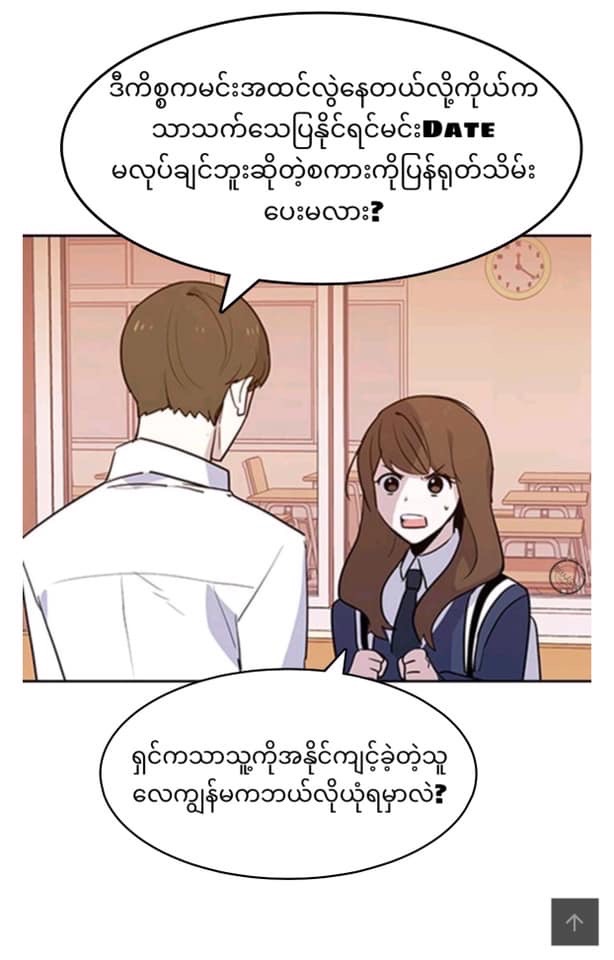 ဒီကိစ္စကမင်းအထင်လွဲနေတယ်လို့ကိုယ်က
သာသက်သေပြနိုင်ရင်မင်းDATE
မလုပ်ချင်ဘူးဆိုတဲ့စကားကိုပြန်ရုတ်သိမ်း
ပေးမလား?
ရှင်ကသာသူ့ကိုအနိုင်ကျင့်ခဲ့တဲ့သူ
လေကျွန်မကဘယ်လိုယုံရမှာလဲ?